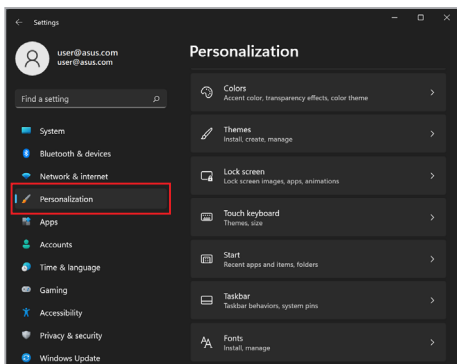 Settings
user@asus.com
user@asus.com
Find a setting
System
Bluetooth & devices
Network & internet
Personalization
Apps
Accounts
Time & language
Gaming
Accessibility
Privacy & security
Windows Update
Personalization
Colors
Accent color, transparency effects, color theme
Themes
Install, create, manage
Lock screen
Lock screen images, apps, animations
Touch keyboard
Themes, size
Start
Recent apps and items, folders
Taskbar
Taskbar behaviors, system pins
Fonts
Install, manage